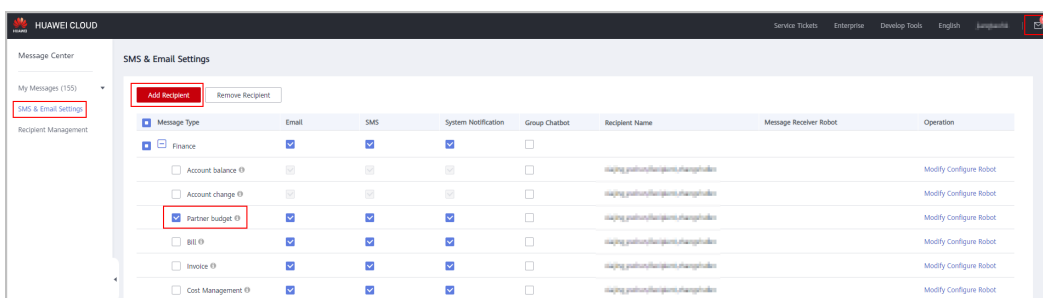 HUAWEI CLOUD Service Tickets Enterprise Develop Tools English
HUAWEI
Message Center
SMS & Email Settings
My Messages (155)
SMS & Email Settings
Recipient Management
Add Recipient Remove Recipient
Message Type Email SMS System Notification Group Chatbot Recipient Name Message Receiver Robot Operation
Finance
Account balance Modify Configure Robot
Account change Modify Configure Robot
Partner budget Modify Configure Robot
Bill Modify Configure Robot
Invoice Modify Configure Robot
Cost Management Modify Configure Robot